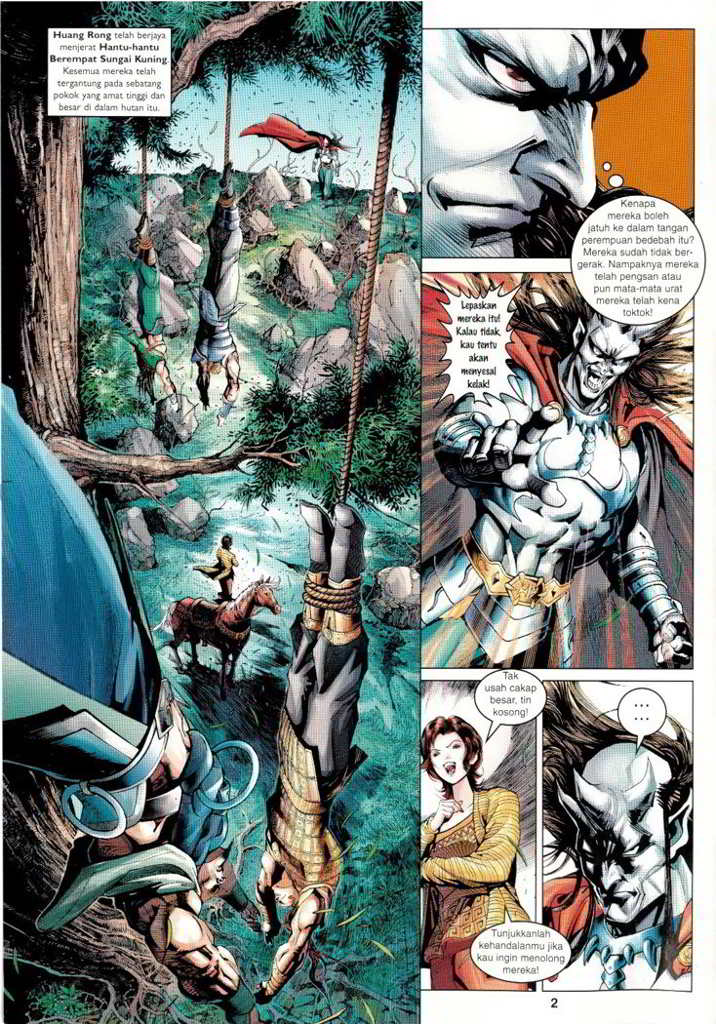 Huang Rong telah berjaya
menjerat Hantu-hantu
Berempat Sungai Kuning.
Kesemua mereka telah
tergantung pada sebatang
pokok yang amat tinggi dan
besar di dalam hutan itu.
Kenapa
mereka boleh
jatuh ke dalam tangan
perempuan bedebah itu?
Mereka sudah tidak ber-
gerak. Nampaknya mereka
telah pengsan atau
pun mata-mata urat
mereka telah kena
toktok!
Lepaskan
mereka itu!
Kalau tidak,
kau tentu
akan
menyesal
kelak!
Tak
usah cakap
besar, tin
kosong!
...
...
Tunjukkanlah
kehandalanmu jika
kau ingin menolong
mereka!
2